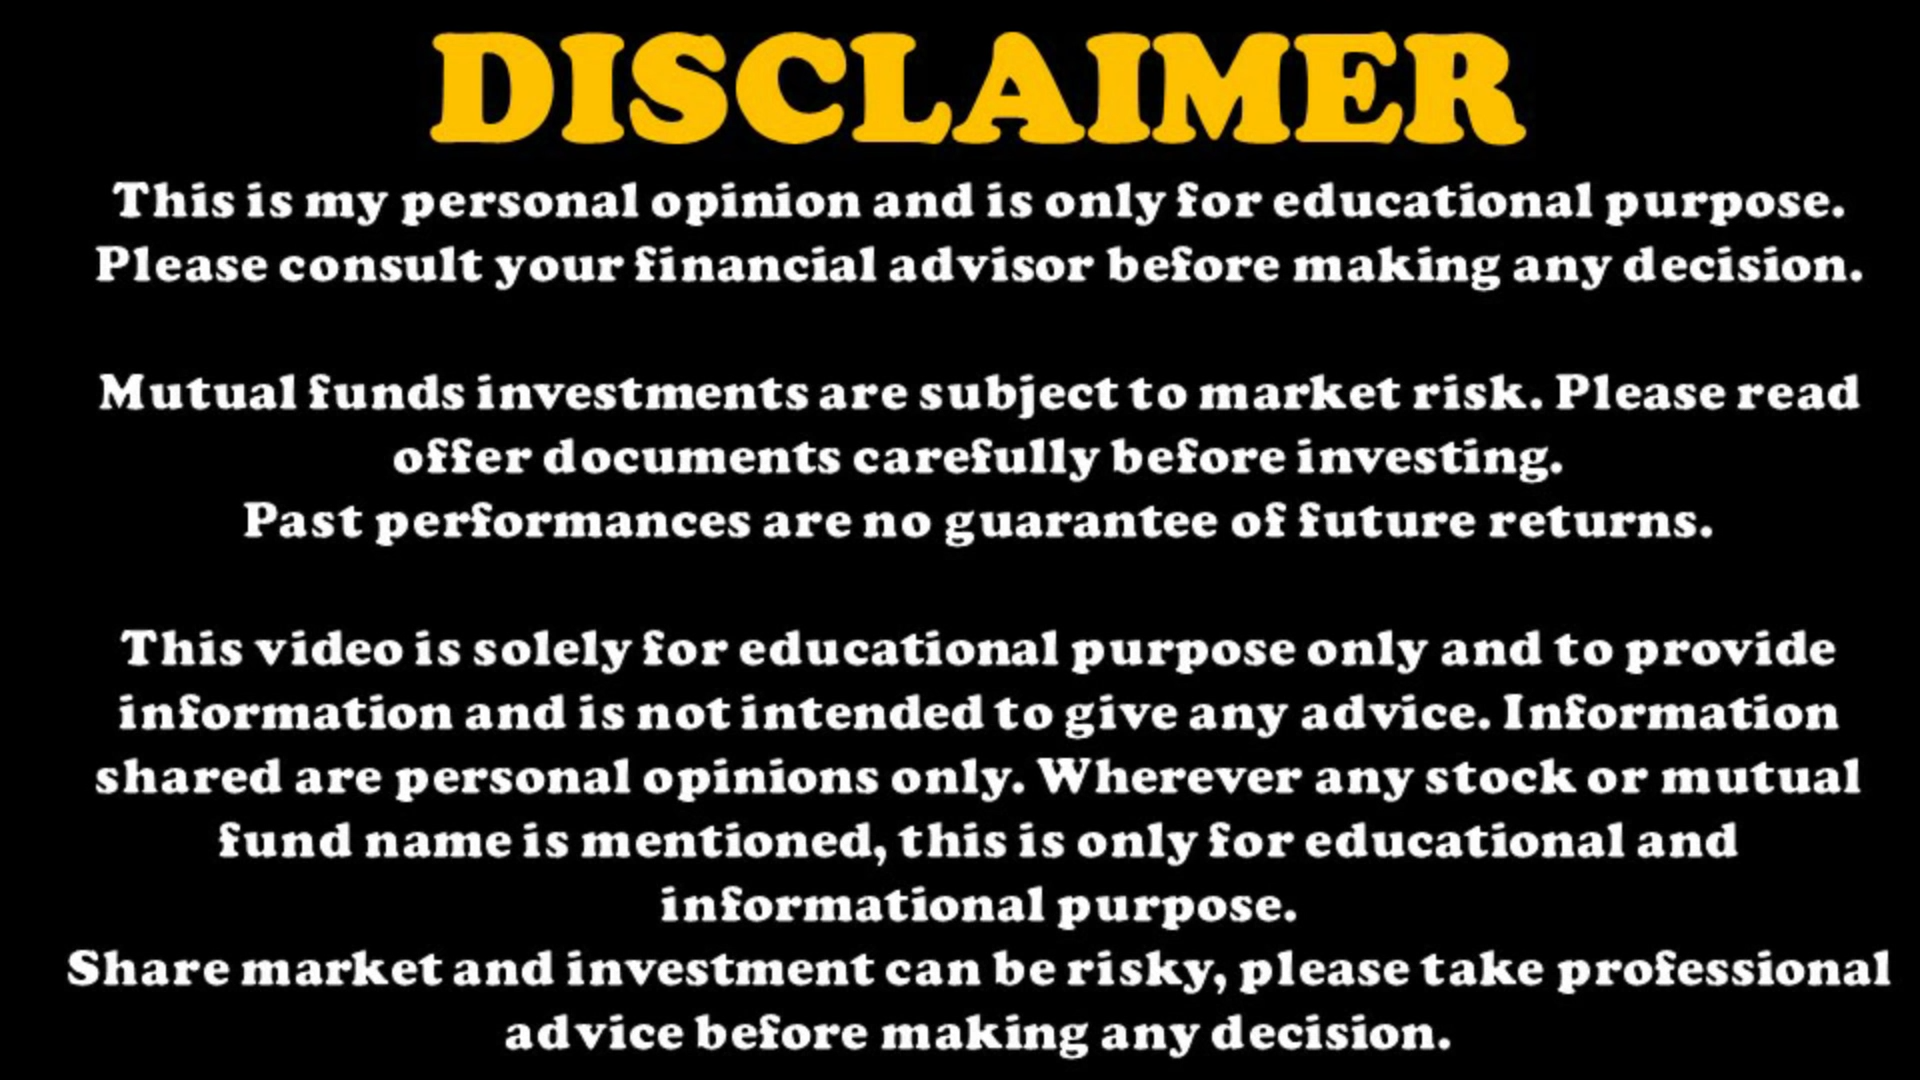 DISCLAIMER
This is my personal opinion and is only for educational purpose.
Please consult your financial advisor before making any decision.
Mutual funds investments are subject to market risk. Please read
offer documents carefully before investing.
Past performances are no guarantee of future returns.
This video is solely for educational purpose only and to provide
information and is not intended to give any advice. Information
shared are personal opinions only. Wherever any stock or mutual
fund name is mentioned, this is only for educational and
informational purpose.
Share market and investment can be risky, please take professional
advice before making any decision.